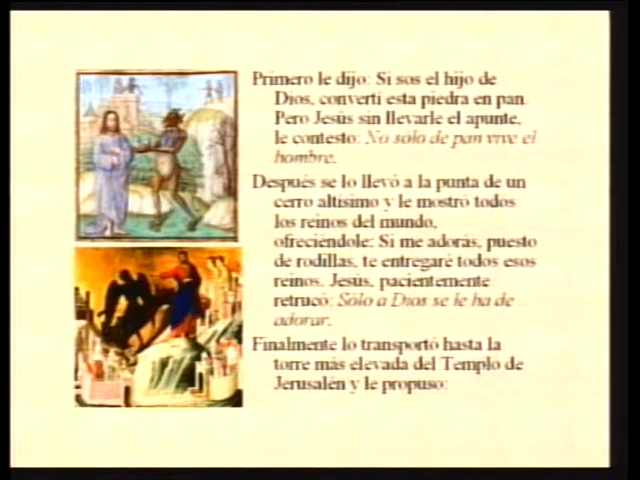 Primero le dijo: Si sos el hijo de
Dios, convertí esta piedra en pan.
Pero Jesús sin llevarle el apunte,
le contestó: No sólo de pan vive el
hombre.
Después se lo llevó a la punta de un
cerro altísimo y le mostró todos
los reinos del mundo,
ofreciéndole: Si me adorás, puesto
de rodillas, te entregaré todos esos
reinos. Jesús, pacientemente
retrucó: Sólo a Dios se le ha de
adorar.
Finalmente lo transportó hasta la
torre más elevada del Templo de
Jerusalén y le propuso: